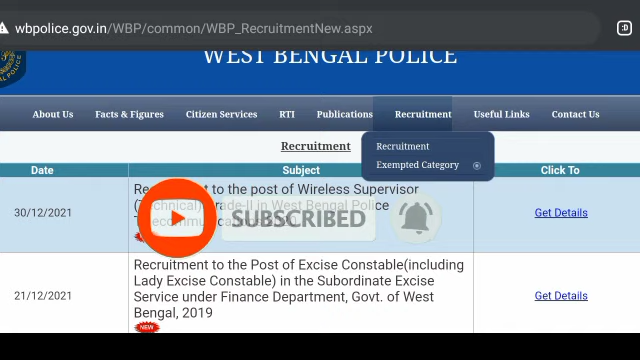 wbpolice.gov.in/WBP/common/WBP_RecruitmentNew.aspx
:D
WEST BENGAL POLICE
About Us Facts & Figures Citizen Services RTI Publications Recruitment Useful Links Contact Us
Recruitment
Recruitment
Exempted Category
Date Subject Click To
30/12/2021
Recruitment to the post of Wireless Supervisor
(Technical) Grade-II in West Bengal Police
Get Details
SUBSCRIBED
21/12/2021
Recruitment to the Post of Excise Constable(including
Lady Excise Constable) in the Subordinate Excise
Service under Finance Department, Govt. of West
Bengal, 2019
NEW
Get Details